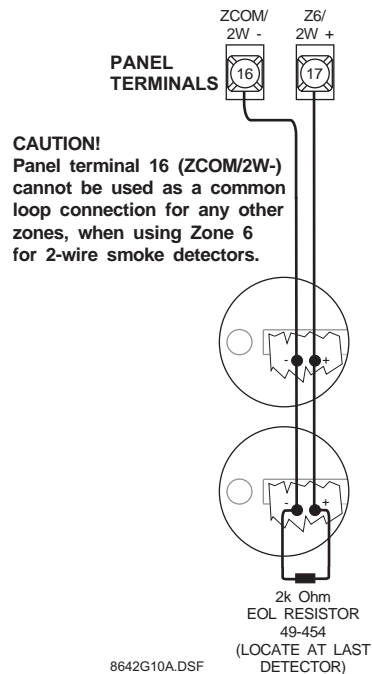 ZCOM/
2W -
Z6/
2W +
PANEL
TERMINALS
16
17
CAUTION!
Panel terminal 16 (ZCOM/2W-)
cannot be used as a common
loop connection for any other
zones, when using Zone 6
for 2-wire smoke detectors.
- +
- +
2k Ohm
EOL RESISTOR
49-454
(LOCATE AT LAST
DETECTOR)
8642G10A.DSF